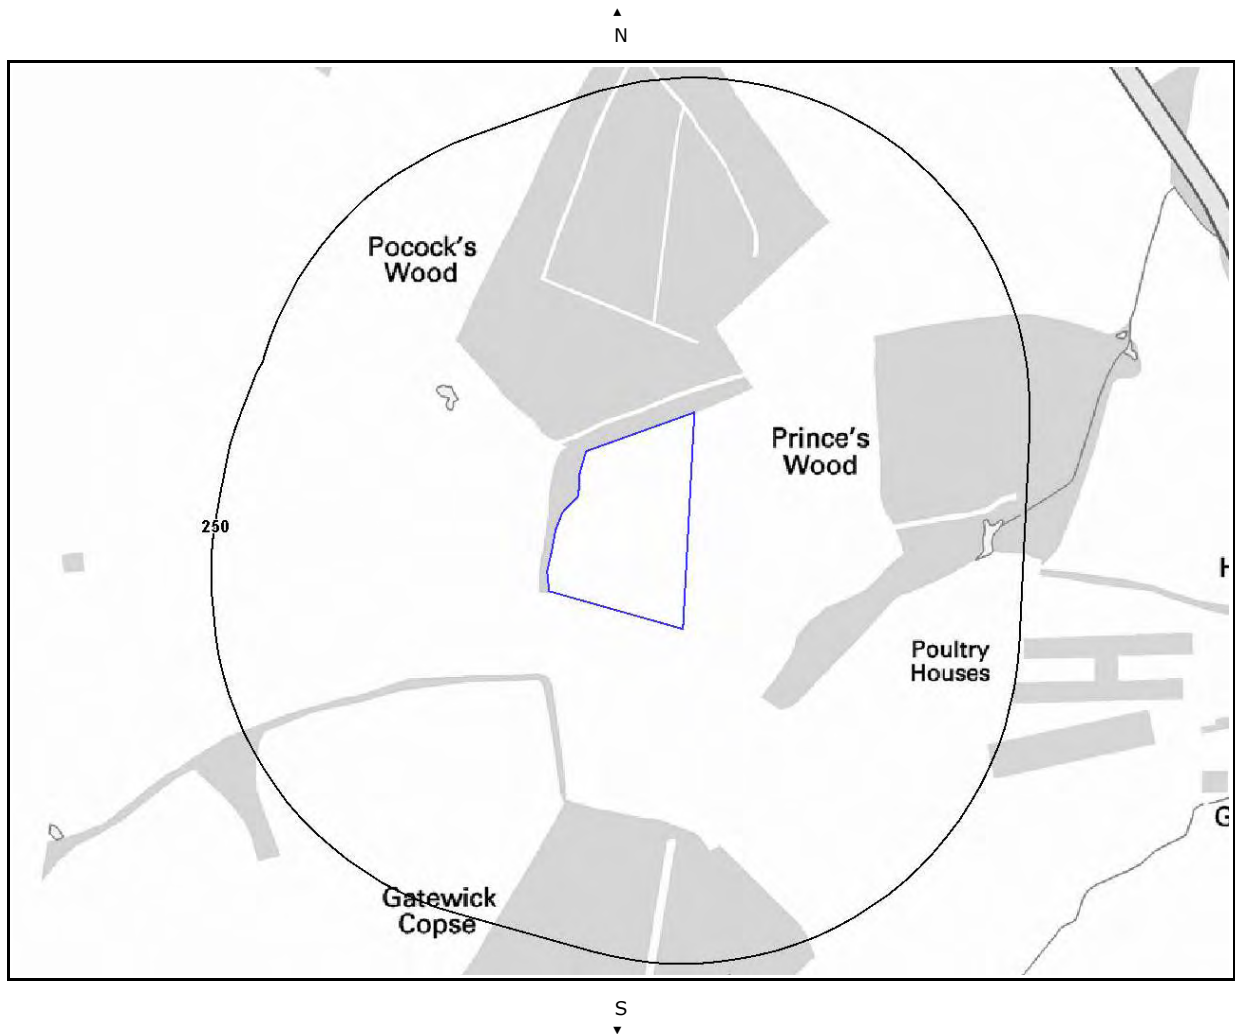 N
Pocock's
Wood
Prince's
Wood
250
H
Poultry
Houses
G
Gatewick
Copse
S